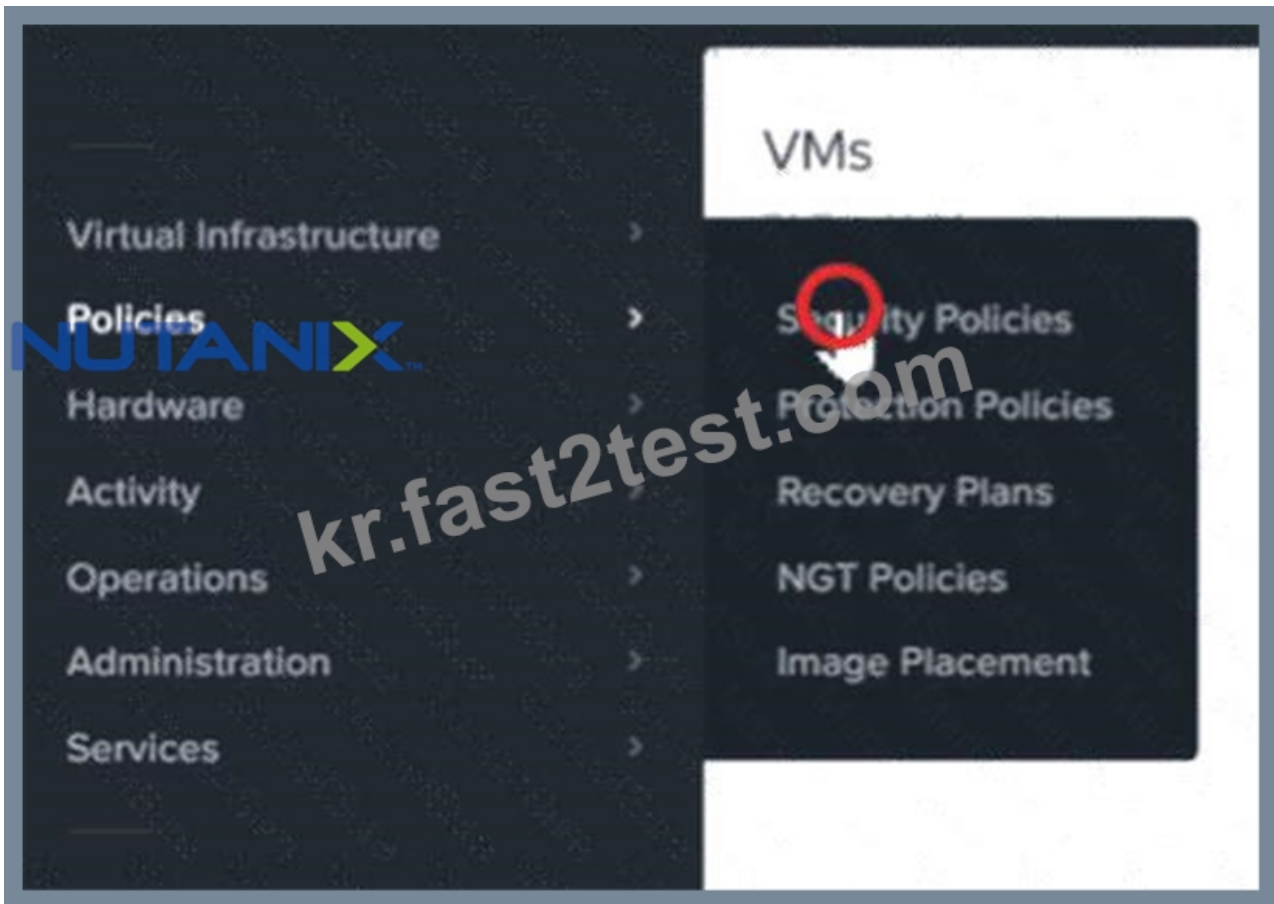 VMs
Virtual Infrastructure
Policies
NUTANIX™
Hardware
Activity
Operations
Administration
Services
Security Policies
Protection Policies
Recovery Plans
NGT Policies
Image Placement
kr.fast2test.com